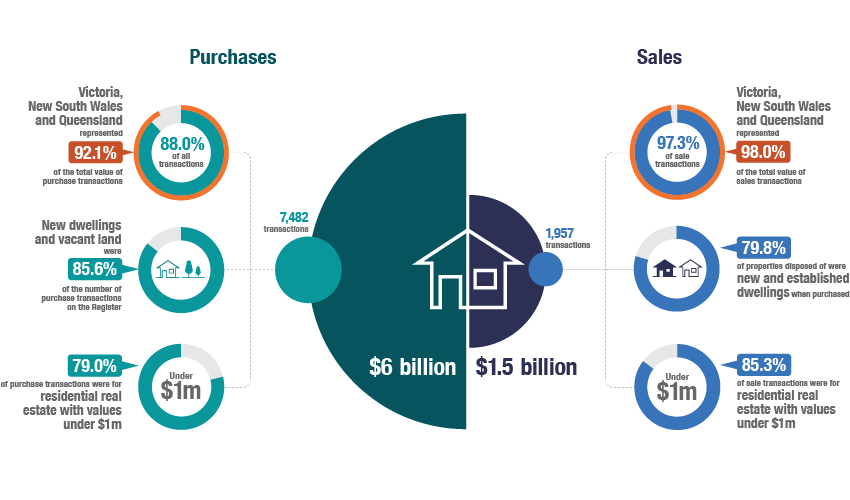 Purchases
Victoria,
New South Wales
and Queensland
represented
92.1%
of the total value of
purchase transactions
88.0%
of all
transactions
New dwellings
and vacant land
were
85.6%
of the number of
purchase transactions
on the Register
79.0%
of purchase transactions were for
residential real
estate with values
under $1m
Under
$1m
7,482
transactions
$6 billion
$1.5 billion
1,957
transactions
Sales
97.3%
of sale
transactions
Victoria,
New South Wales
and Queensland
represented
98.0%
of the total value of
sales transactions
79.8%
of properties disposed of were
new and established
dwellings when purchased
Under
$1m
85.3%
of sale transactions were for
residential real
estate with values
under $1m